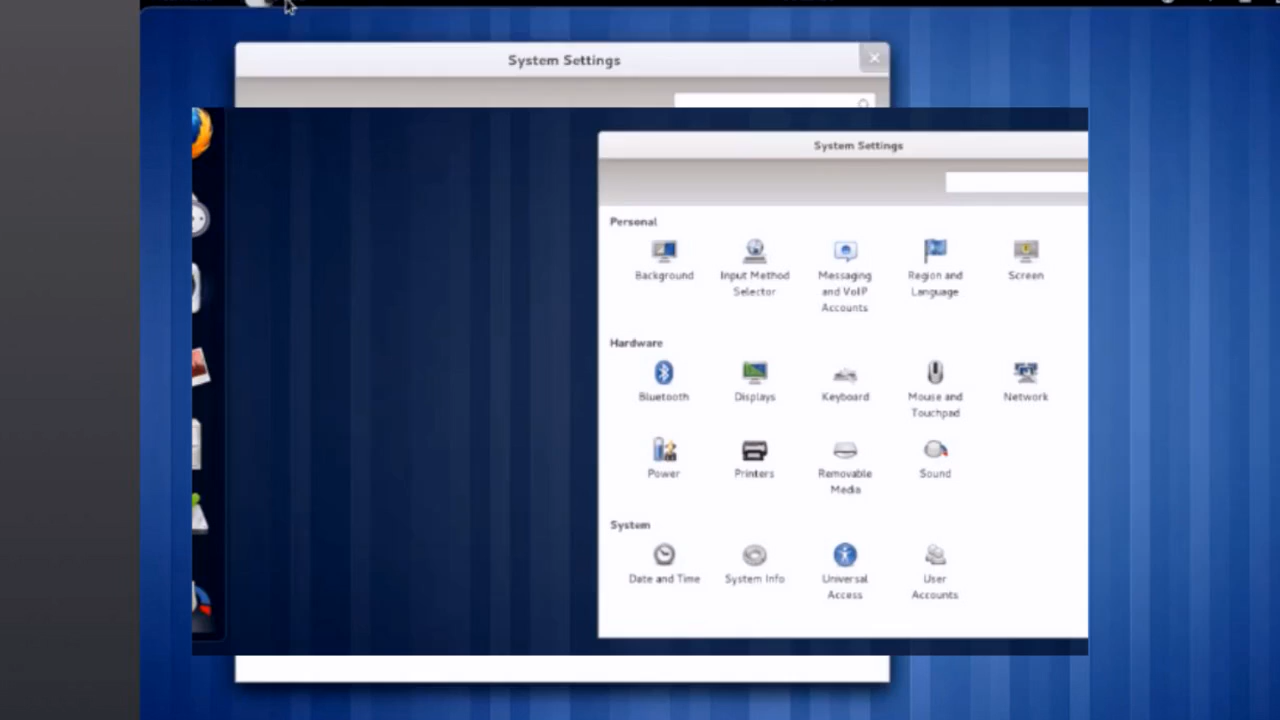 System Settings
System Settings
Personal
Background
Input Method
Selector
Messaging
and VoIP
Accounts
Region and
Language
Screen
Hardware
Bluetooth
Displays
Keyboard
Mouse and
Touchpad
Network
Power
Printers
Removable
Media
Sound
System
Date and Time
System Info
Universal
Access
User
Accounts